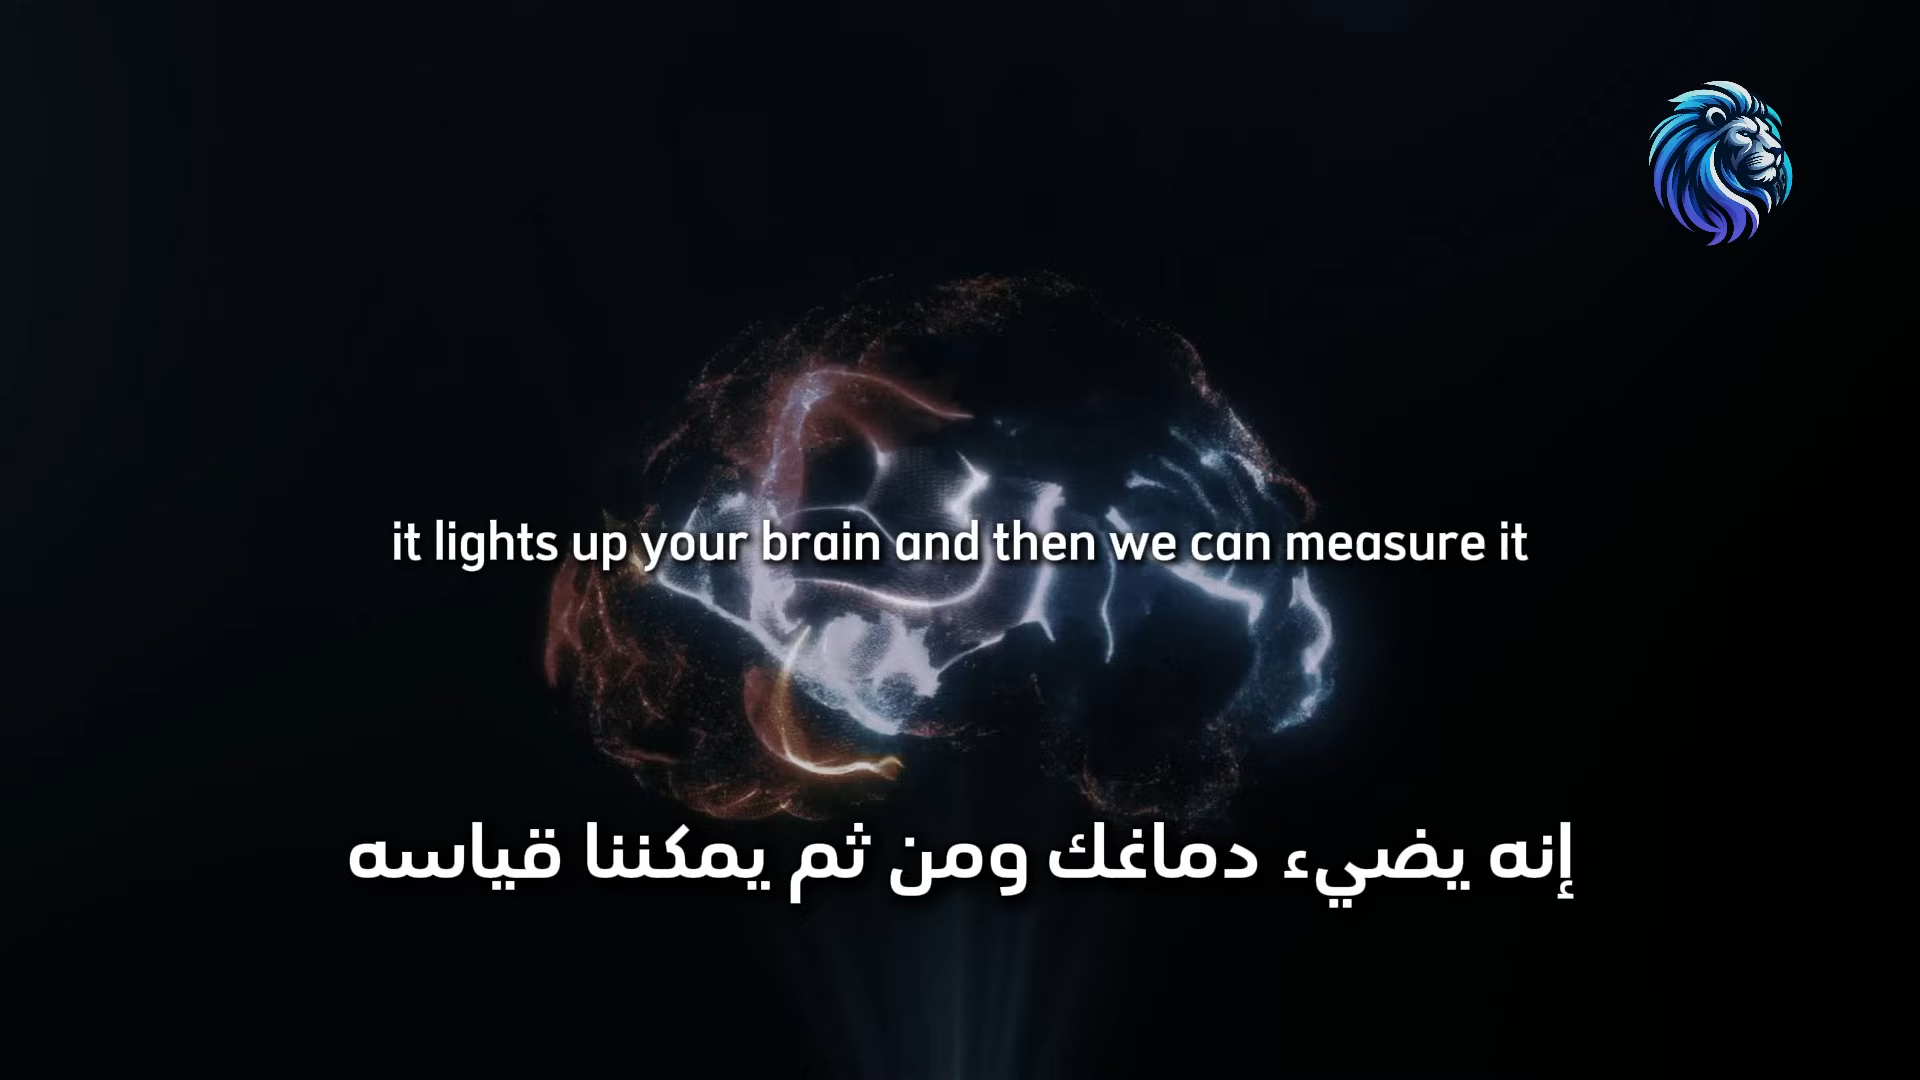 it lights up your brain and then we can measure it
إنه يضيء دماغك ومن ثم يمكننا قياسه